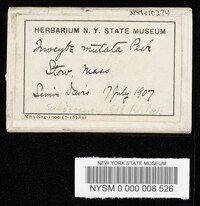 NYSf10274
HERBARIUM N. Y. STATE MUSEUM
Inocybe mutata Peck
Stow, Mass
Simon Davis 17 July 1907
NEW YORK STATE MUSEUM
NYSM 0 000 008 526